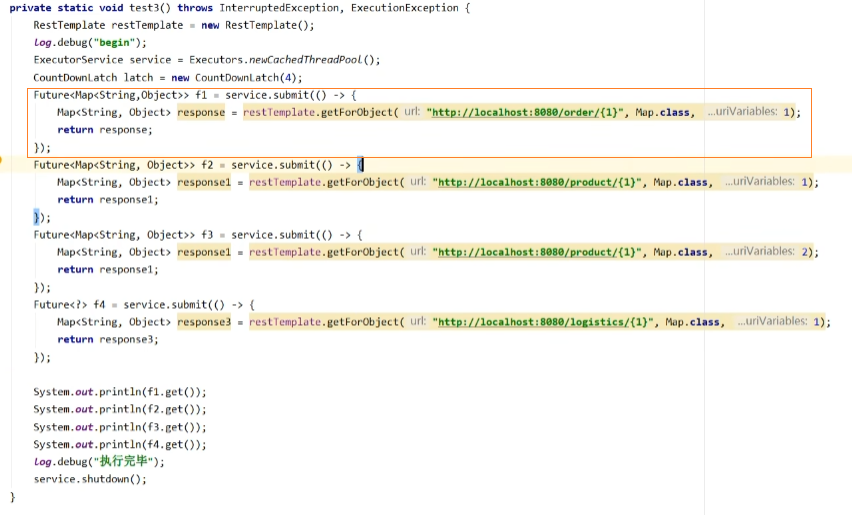 private static void test3() throws InterruptedException, ExecutionException {
    RestTemplate restTemplate = new RestTemplate();
    log.debug("begin");
    ExecutorService service = Executors.newCachedThreadPool();
    CountDownLatch latch = new CountDownLatch(4);
    Future<Map<String,Object>> f1 = service.submit(() -> {
        Map<String, Object> response = restTemplate.getForObject( url: "http://localhost:8080/order/{1}", Map.class, ...uriVariables: 1);
        return response;
    });
    Future<Map<String, Object>> f2 = service.submit(() -> {
        Map<String, Object> response1 = restTemplate.getForObject( url: "http://localhost:8080/product/{1}", Map.class, ...uriVariables: 1);
        return response1;
    });
    Future<Map<String, Object>> f3 = service.submit(() -> {
        Map<String, Object> response1 = restTemplate.getForObject( url: "http://localhost:8080/product/{1}", Map.class, ...uriVariables: 2);
        return response1;
    });
    Future<?> f4 = service.submit(() -> {
        Map<String, Object> response3 = restTemplate.getForObject( url: "http://localhost:8080/logistics/{1}", Map.class, ...uriVariables: 1);
        return response3;
    });
    System.out.println(f1.get());
    System.out.println(f2.get());
    System.out.println(f3.get());
    System.out.println(f4.get());
    log.debug("执行完毕");
    service.shutdown();
}